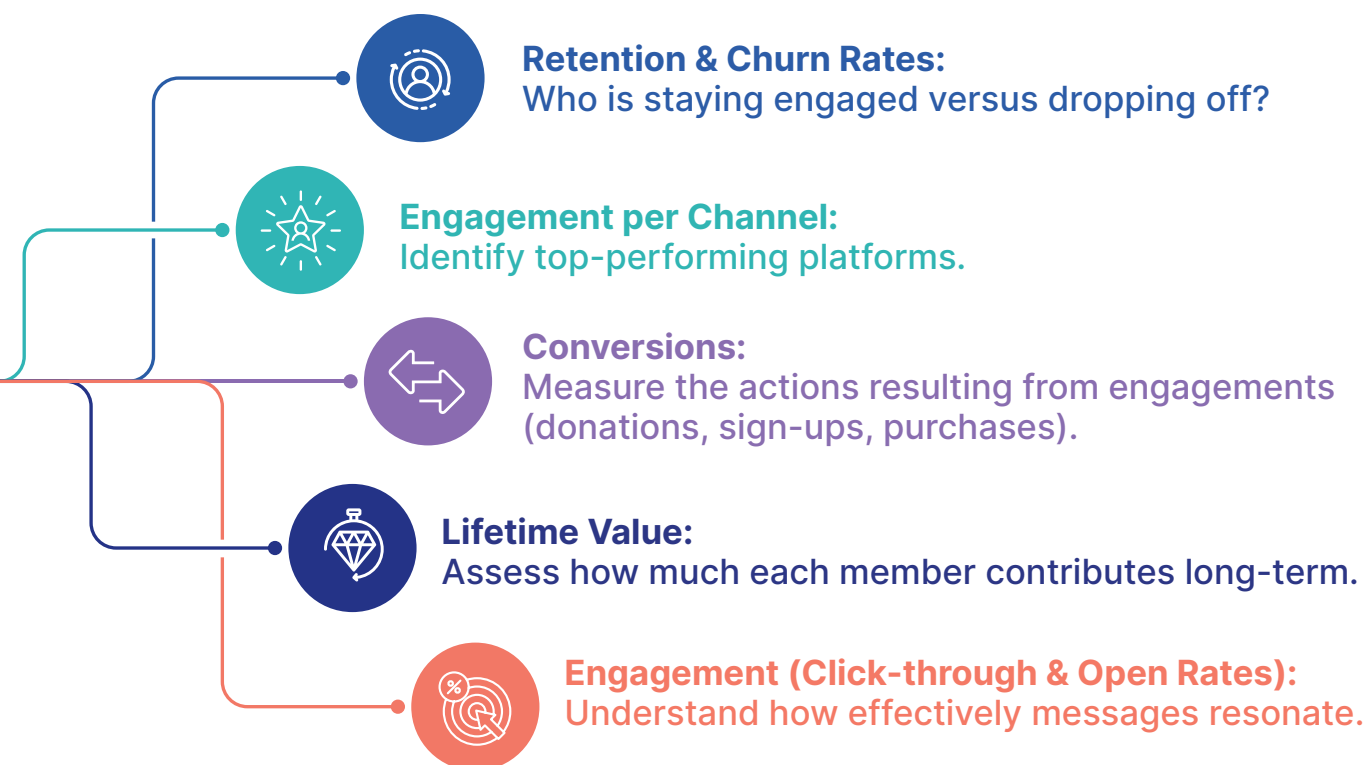 Retention & Churn Rates:
Who is staying engaged versus dropping off?
Engagement per Channel:
Identify top-performing platforms.
Conversions:
Measure the actions resulting from engagements
(donations, sign-ups, purchases).
Lifetime Value:
Assess how much each member contributes long-term.
%
Engagement (Click-through & Open Rates):
Understand how effectively messages resonate.